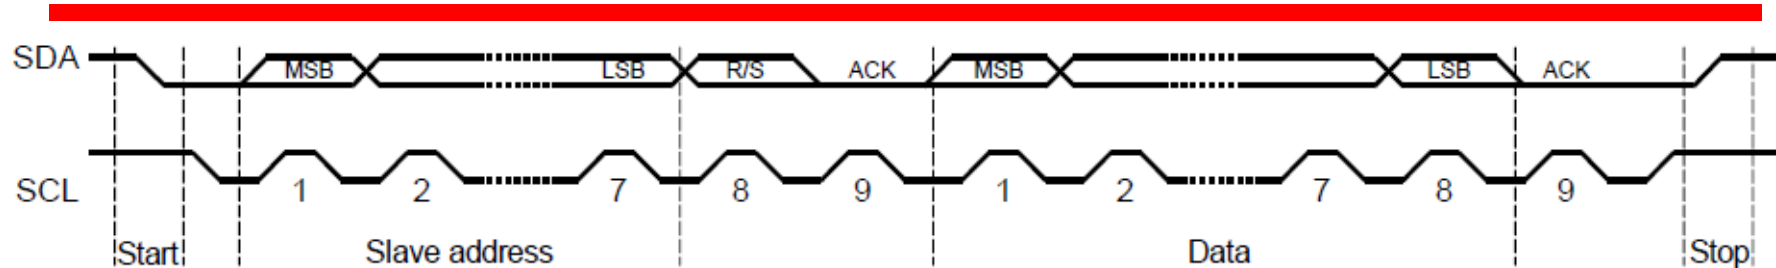 SDA MSB LSB R/S ACK MSB LSB ACK
SCL 1 2 7 8 9 1 2 7 8 9
Start Slave address Data Stop